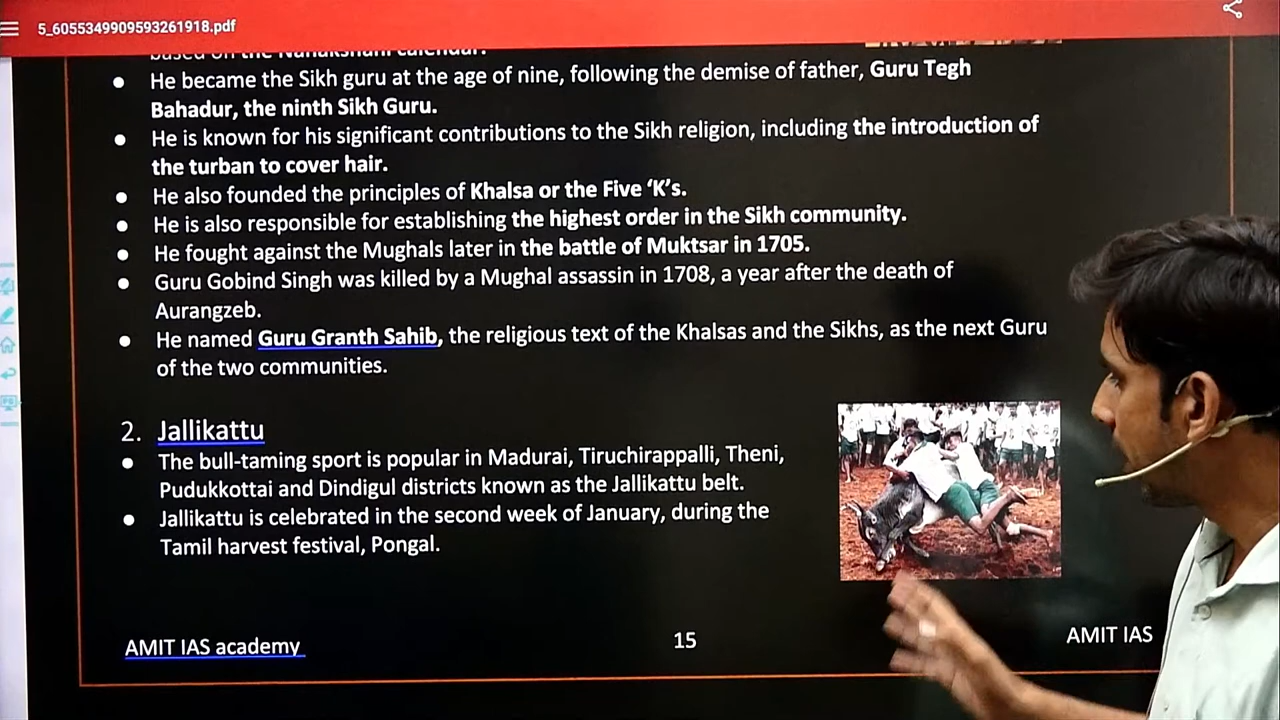 5_6055349909593261918.pdf
based on the Nanakshahi calendar.
● He became the Sikh guru at the age of nine, following the demise of father, Guru Tegh
Bahadur, the ninth Sikh Guru.
● He is known for his significant contributions to the Sikh religion, including the introduction of
the turban to cover hair.
● He also founded the principles of Khalsa or the Five ‘K’s.
● He is also responsible for establishing the highest order in the Sikh community.
● He fought against the Mughals later in the battle of Muktsar in 1705.
● Guru Gobind Singh was killed by a Mughal assassin in 1708, a year after the death of
Aurangzeb.
● He named Guru Granth Sahib, the religious text of the Khalsas and the Sikhs, as the next Guru
of the two communities.
2. Jallikattu
● The bull-taming sport is popular in Madurai, Tiruchirappalli, Theni,
Pudukkottai and Dindigul districts known as the Jallikattu belt.
● Jallikattu is celebrated in the second week of January, during the
Tamil harvest festival, Pongal.
AMIT IAS academy 15 AMIT IAS